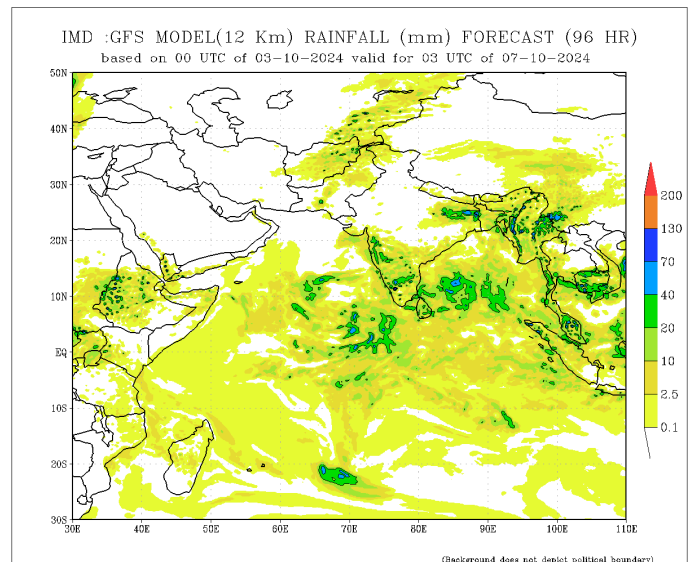 IMD :GFS MODEL(12 Km) RAINFALL (mm) FORECAST (96 HR)
based on 00 UTC of 03-10-2024 valid for 03 UTC of 07-10-2024
50N
40N
30N
20N
10N
EQ
10S
20S
30S
30E 40E 50E 60E 70E 80E 90E 100E 110E
200
130
70
40
20
10
2.5
0.1
(Background does not depict political boundary)